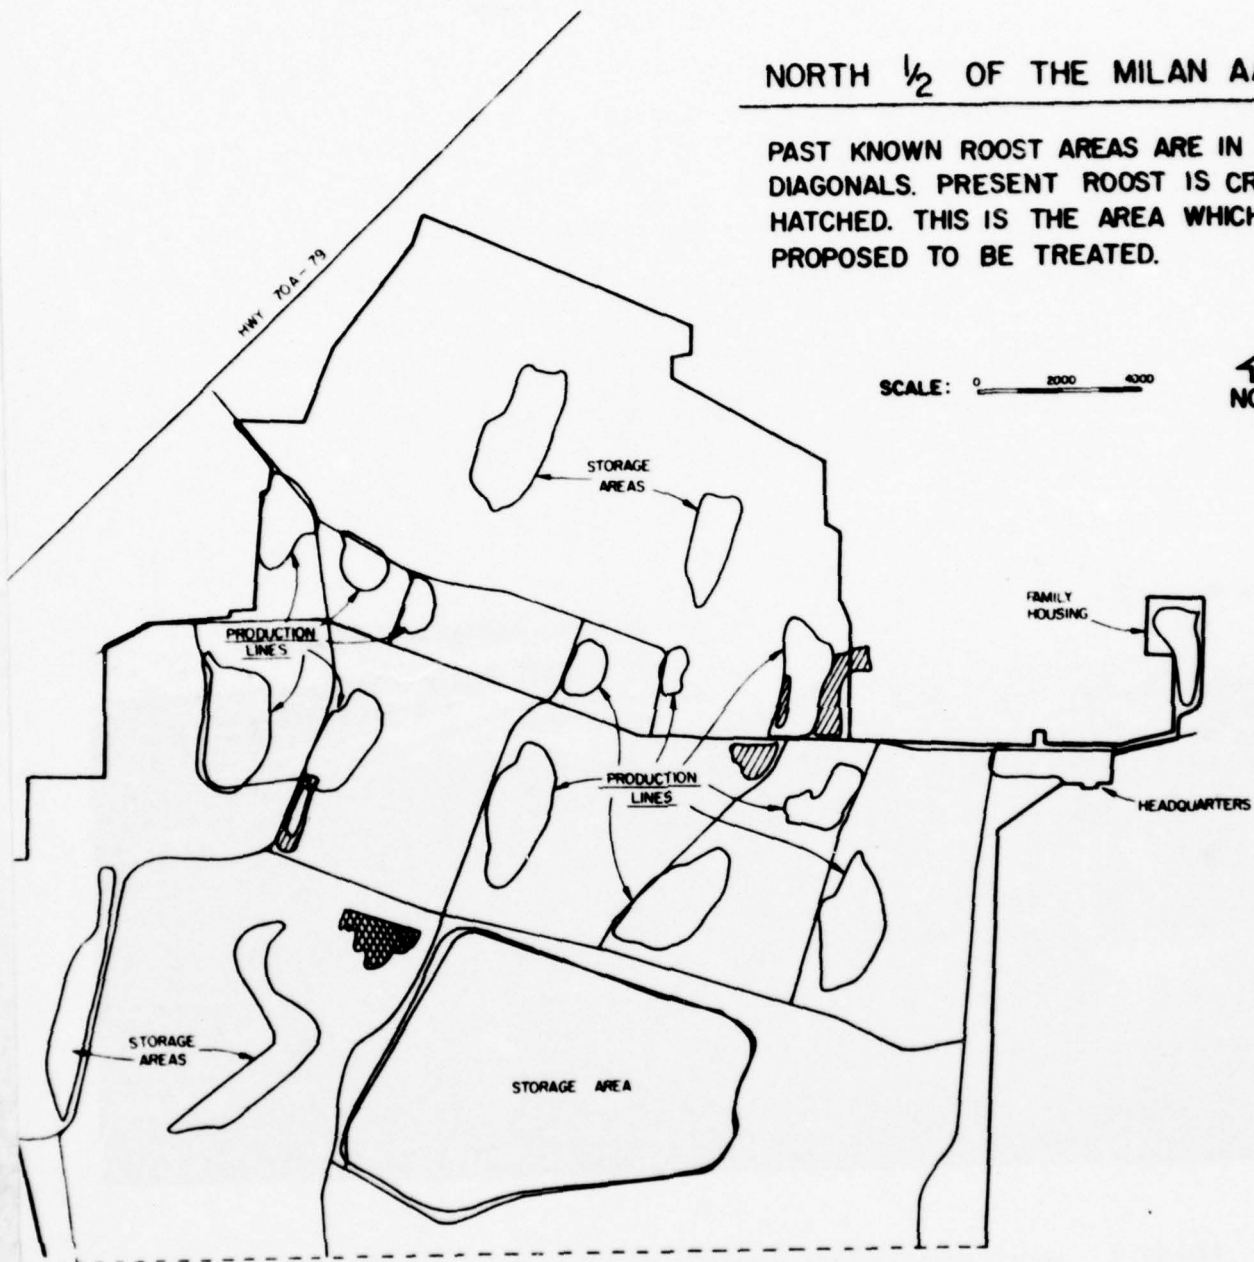 NORTH 1/2 OF THE MILAN
PAST KNOWN ROOST AREAS ARE IN
DIAGONALS. PRESENT ROOST IS
HATCHED. THIS IS THE AREA
PROPOSED TO BE TREATED.
HWY 70A-79
SCALE: 0 2000 4000
STORAGE
AREAS
FAMILY
HOUSING
PRODUCTION
LINES
PRODUCTION
LINES
HEADQUARTERS
STORAGE
AREAS
STORAGE AREA